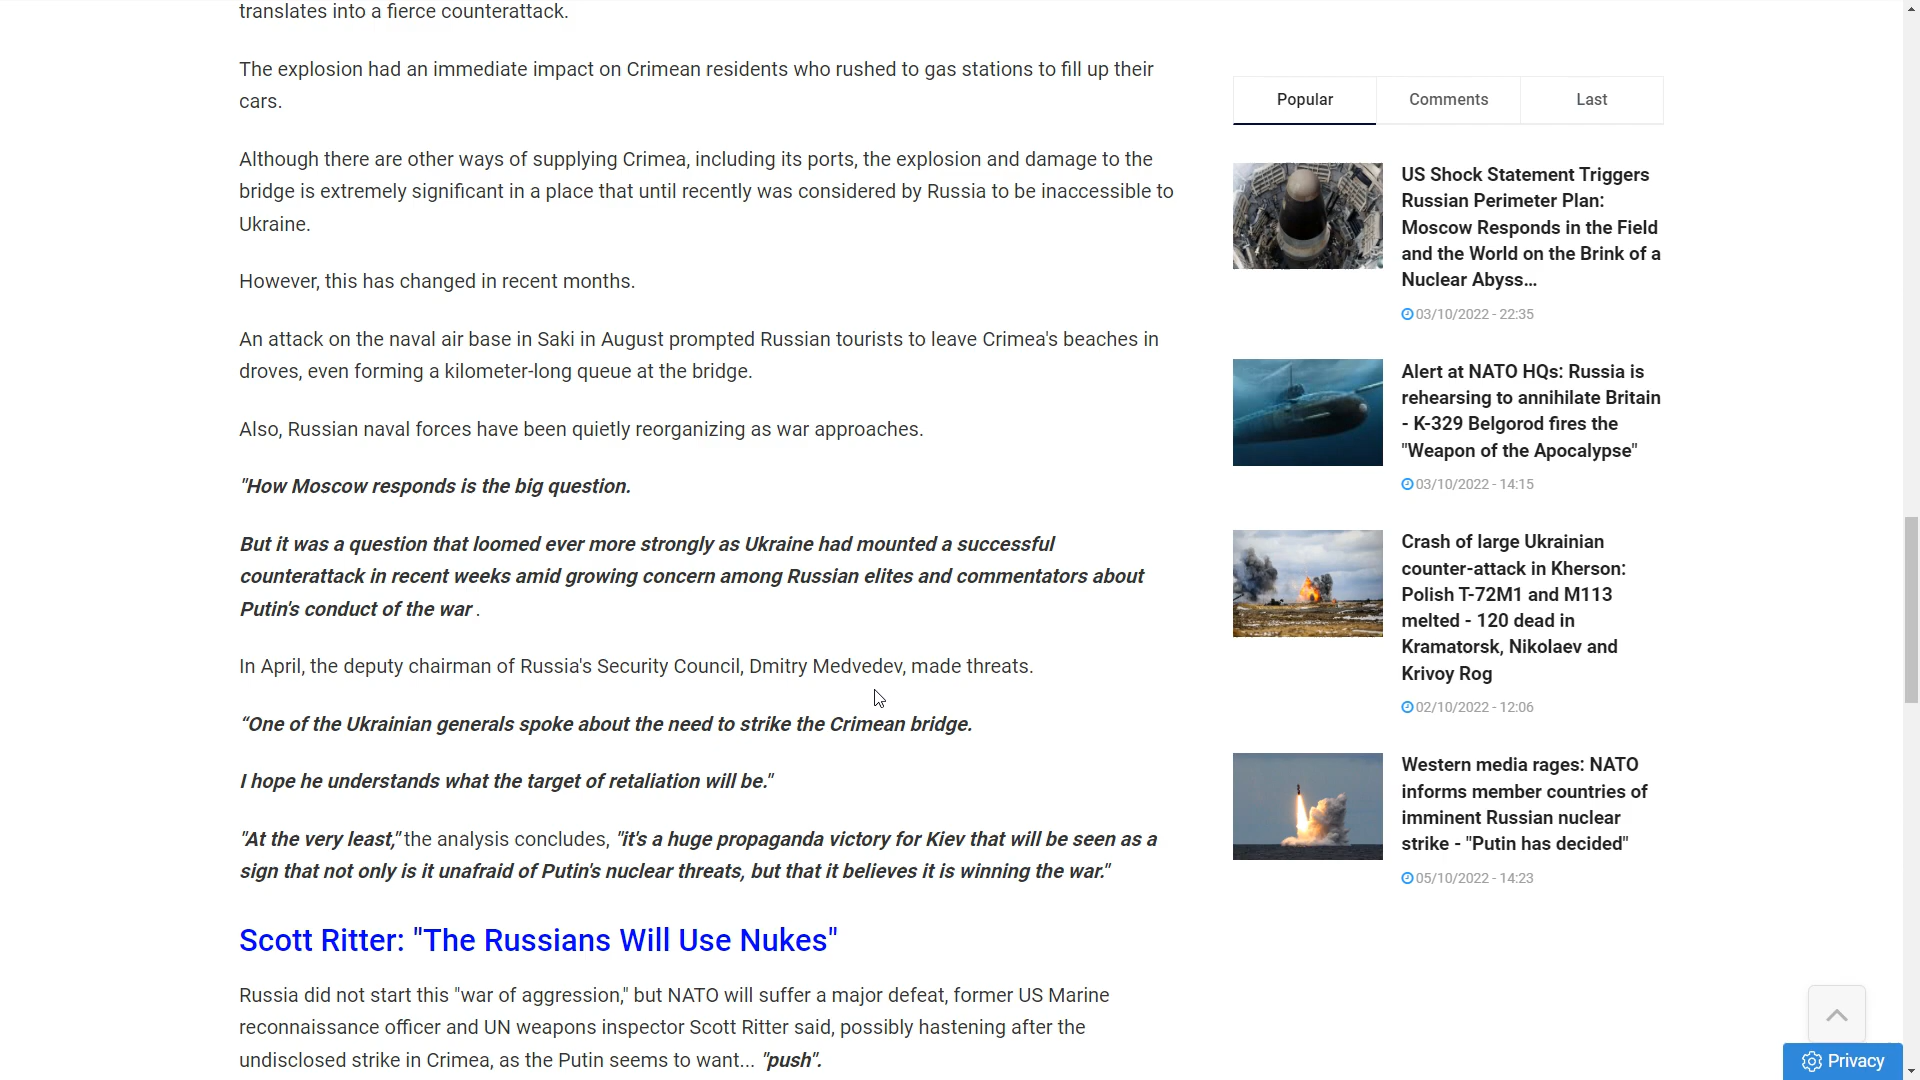 translates into a fierce counterattack.
The explosion had an immediate impact on Crimean residents who rushed to gas stations to fill up their
cars.
Although there are other ways of supplying Crimea, including its ports, the explosion and damage to the
bridge is extremely significant in a place that until recently was considered by Russia to be inaccessible to
Ukraine.
However, this has changed in recent months.
An attack on the naval air base in Saki in August prompted Russian tourists to leave Crimea's beaches in
droves, even forming a kilometer-long queue at the bridge.
Also, Russian naval forces have been quietly reorganizing as war approaches.
"How Moscow responds is the big question.
But it was a question that loomed ever more strongly as Ukraine had mounted a successful
counterattack in recent weeks amid growing concern among Russian elites and commentators about
Putin's conduct of the war .
In April, the deputy chairman of Russia's Security Council, Dmitry Medvedev, made threats.
“One of the Ukrainian generals spoke about the need to strike the Crimean bridge.
I hope he understands what the target of retaliation will be."
"At the very least," the analysis concludes, "it's a huge propaganda victory for Kiev that will be seen as a
sign that not only is it unafraid of Putin's nuclear threats, but that it believes it is winning the war."
Scott Ritter: "The Russians Will Use Nukes"
Russia did not start this "war of aggression," but NATO will suffer a major defeat, former US Marine
reconnaissance officer and UN weapons inspector Scott Ritter said, possibly hastening after the
undisclosed strike in Crimea, as the Putin seems to want... "push".
Popular Comments Last
US Shock Statement Triggers
Russian Perimeter Plan:
Moscow Responds in the Field
and the World on the Brink of a
Nuclear Abyss...
03/10/2022 - 22:35
Alert at NATO HQs: Russia is
rehearsing to annihilate Britain
- K-329 Belgorod fires the
"Weapon of the Apocalypse"
03/10/2022 - 14:15
Crash of large Ukrainian
counter-attack in Kherson:
Polish T-72M1 and M113
melted - 120 dead in
Kramatorsk, Nikolaev and
Krivoy Rog
02/10/2022 - 12:06
Western media rages: NATO
informs member countries of
imminent Russian nuclear
strike - "Putin has decided"
05/10/2022 - 14:23
Privacy